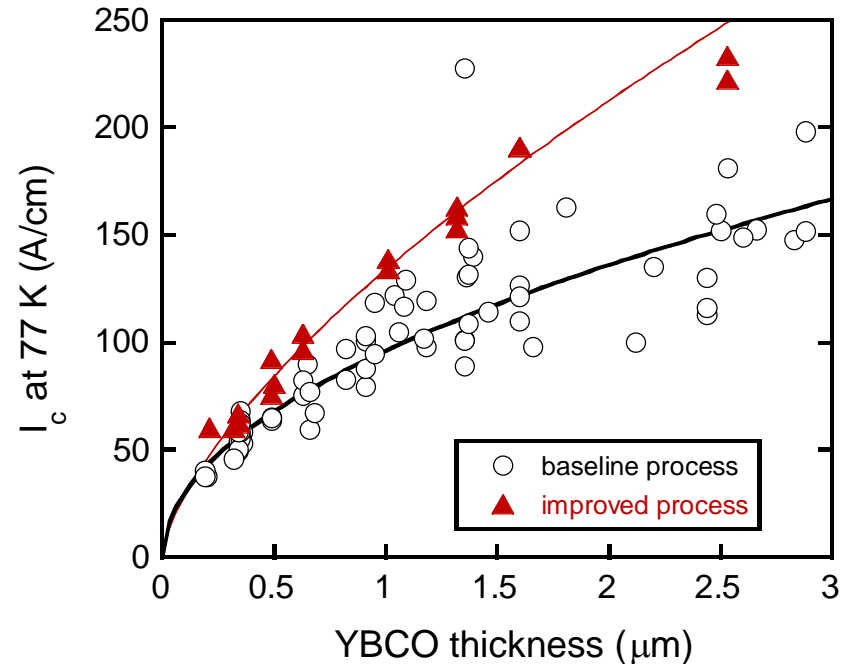 250
200
150
100
50
0
I_c at 77 K (A/cm)
baseline process
improved process
0 0.5 1 1.5 2 2.5 3
YBCO thickness (μm)